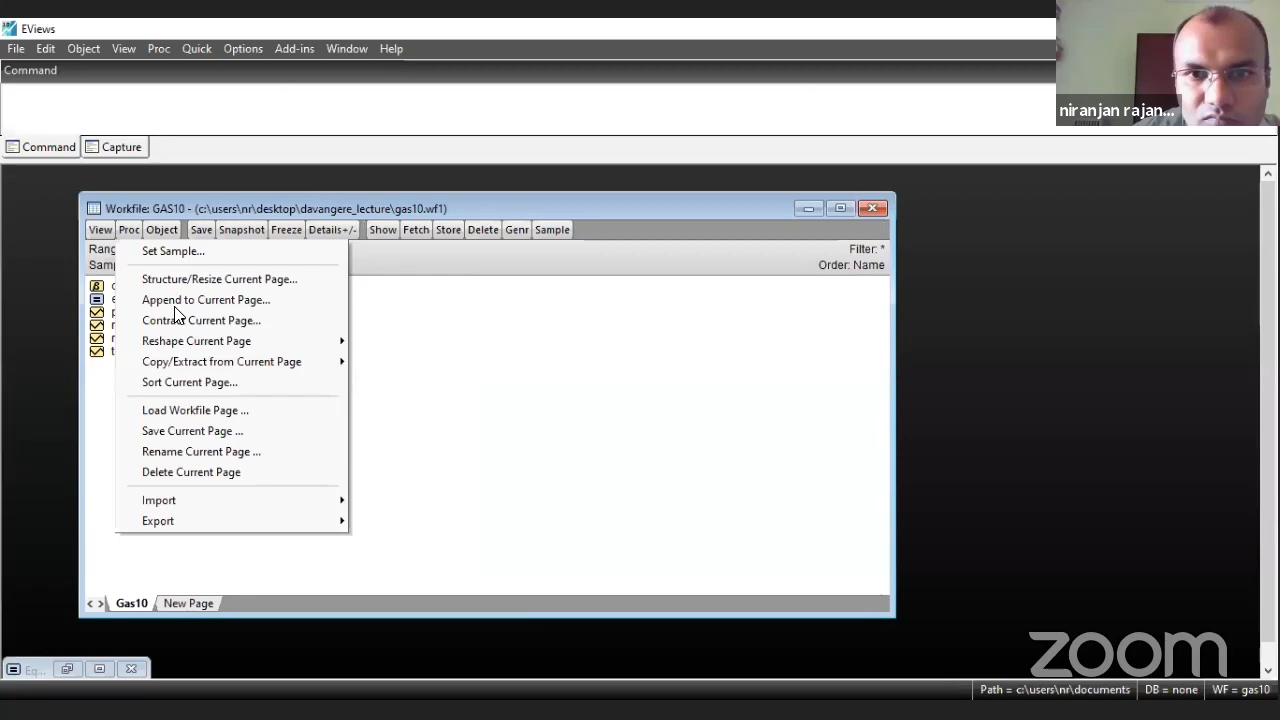 EViews
File Edit Object View Proc Quick Options Add-ins Window Help
Command
niranjan rajan...
Command Capture
Workfile: GAS10 - (c:\users\nr\desktop\davangere_lecture\gas10.wf1)
View Proc Object Save Snapshot Freeze Details+/- Show Fetch Store Delete Genr Sample
Rang Filter: *
Samp Order: Name
Set Sample...
Structure/Resize Current Page...
Append to Current Page...
Contract Current Page...
Reshape Current Page
Copy/Extract from Current Page
Sort Current Page...
Load Workfile Page ...
Save Current Page ...
Rename Current Page ...
Delete Current Page
Import
Export
Gas10 New Page
Eq...
zoom
Path = c:\users\nr\documents DB = none WF = gas10